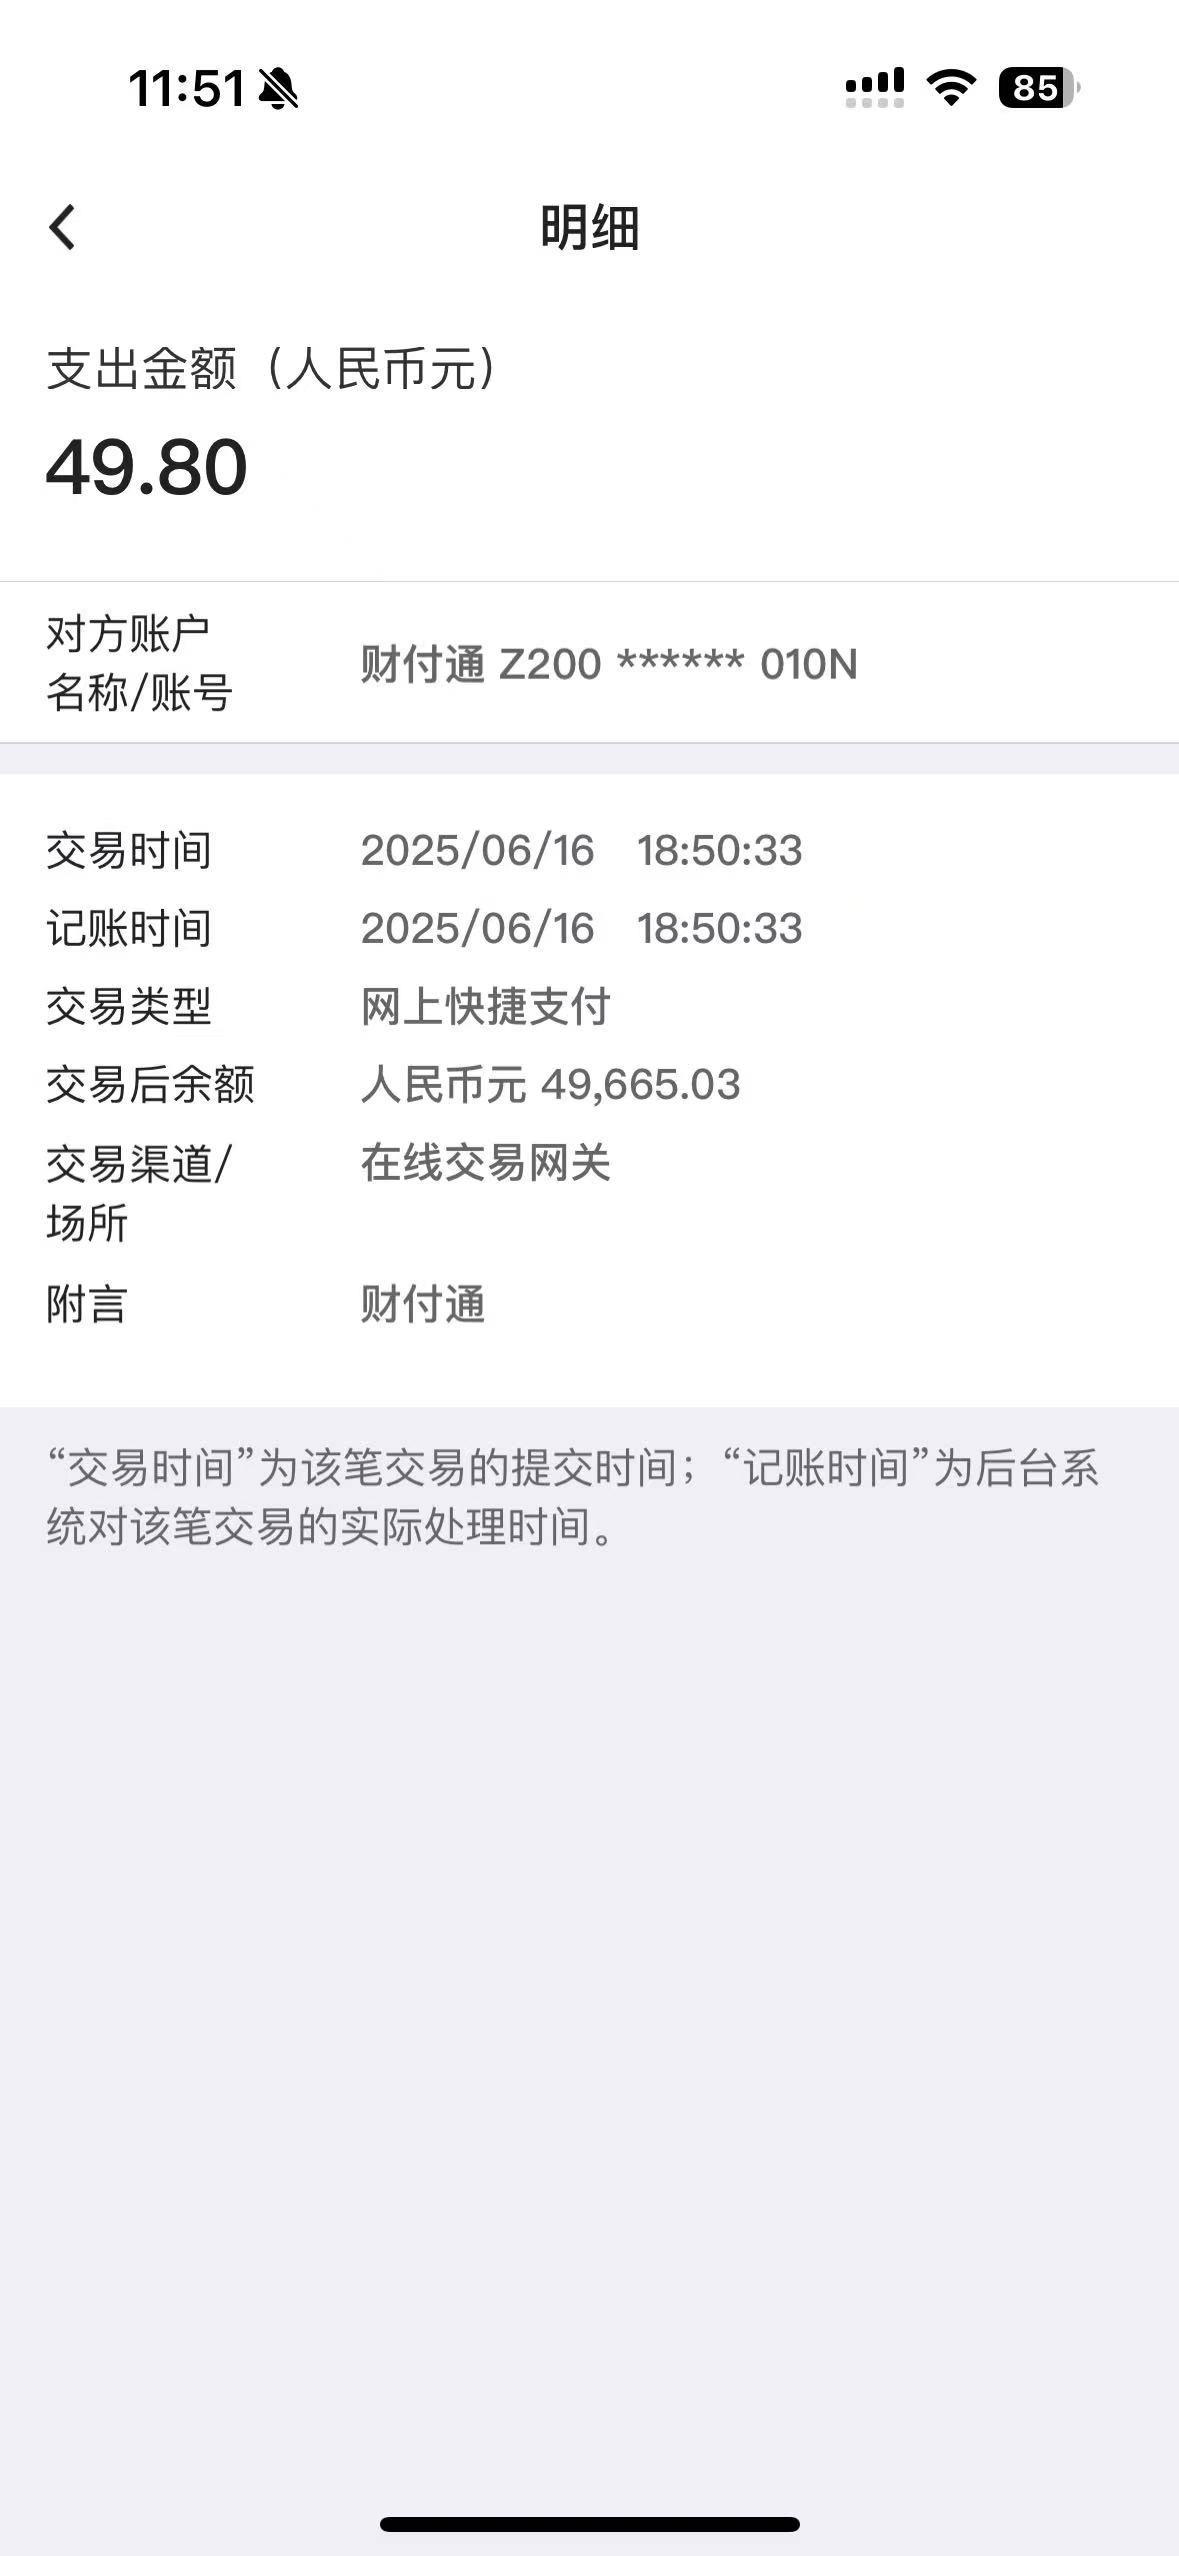 11:51
85
明细
支出金额（人民币元）
49.80
对方账户
名称/账号
财付通 Z200 ****** 010N
交易时间 2025/06/16 18:50:33
记账时间 2025/06/16 18:50:33
交易类型 网上快捷支付
交易后余额 人民币元 49,665.03
交易渠道/ 在线交易网关
场所
附言 财付通
“交易时间”为该笔交易的提交时间；“记账时间”为后台系
统对该笔交易的实际处理时间。